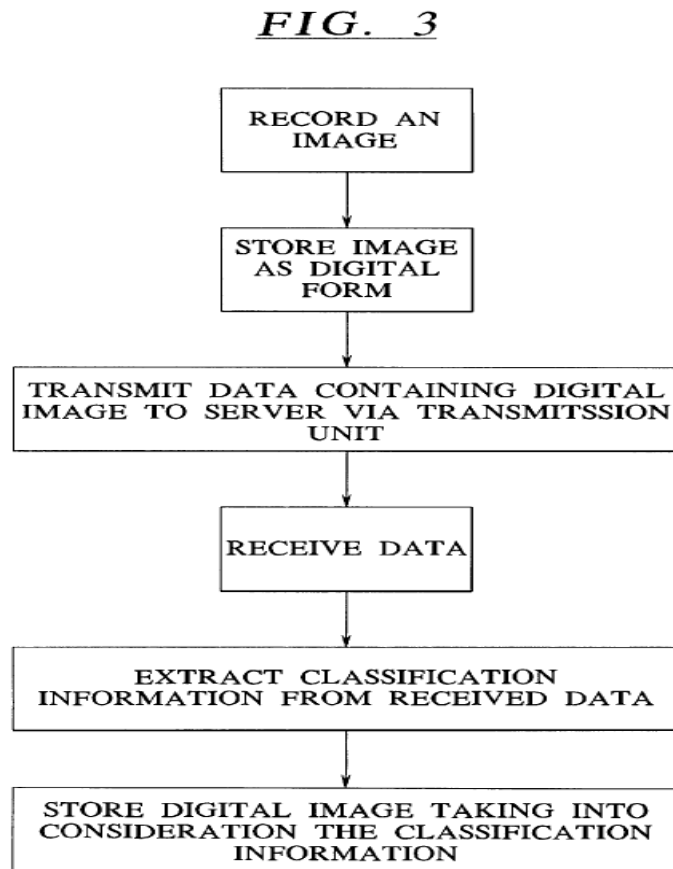 FIG. 3
RECORD AN
IMAGE
STORE IMAGE
AS DIGITAL
FORM
TRANSMIT DATA CONTAINING DIGITAL
IMAGE TO SERVER VIA TRANSMITSSION
UNIT
RECEIVE DATA
EXTRACT CLASSIFICATION
INFORMATION FROM RECEIVED DATA
STORE DIGITAL IMAGE TAKING INTO
CONSIDERATION THE CLASSIFICATION
INFORMATION